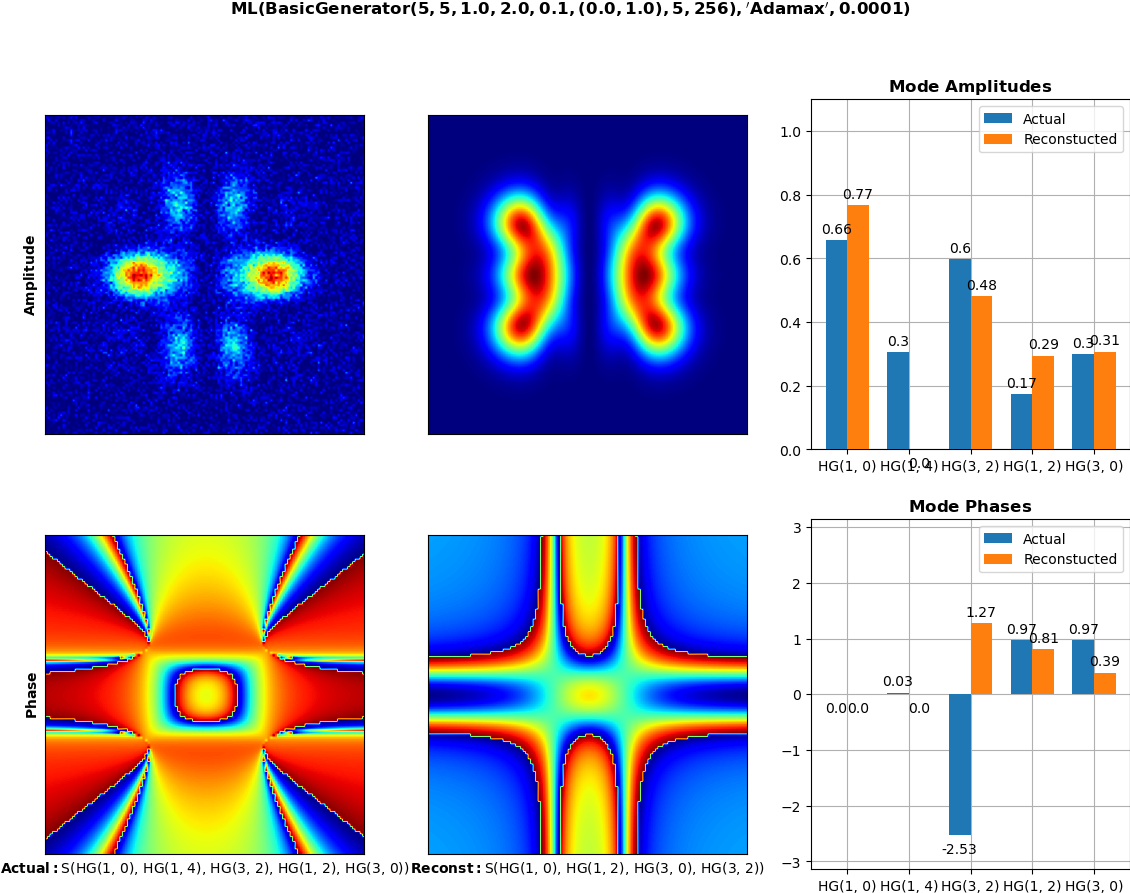 ML(BasicGenerator(5, 5, 1.0, 2.0, 0.1, (0.0, 1.0), 5, 256), ′Adamax′, 0.0001)
Amplitude
Mode Amplitudes
Actual
Reconstucted
1.0
0.8
0.6
0.4
0.2
0.0
0.66
0.77
0.3
0.0
0.6
0.48
0.17
0.29
0.3
0.31
HG(1, 0)
HG(1, 4)
HG(3, 2)
HG(1, 2)
HG(3, 0)
Phase
Actual: S(HG(1, 0), HG(1, 4), HG(3, 2), HG(1, 2), HG(3, 0))
Reconst: S(HG(1, 0), HG(1, 2), HG(3, 0), HG(3, 2))
Mode Phases
Actual
Reconstucted
3
2
1
0
−1
−2
−3
0.0
0.0
0.03
0.0
-2.53
1.27
0.97
0.81
0.97
0.39
HG(1, 0)
HG(1, 4)
HG(3, 2)
HG(1, 2)
HG(3, 0)